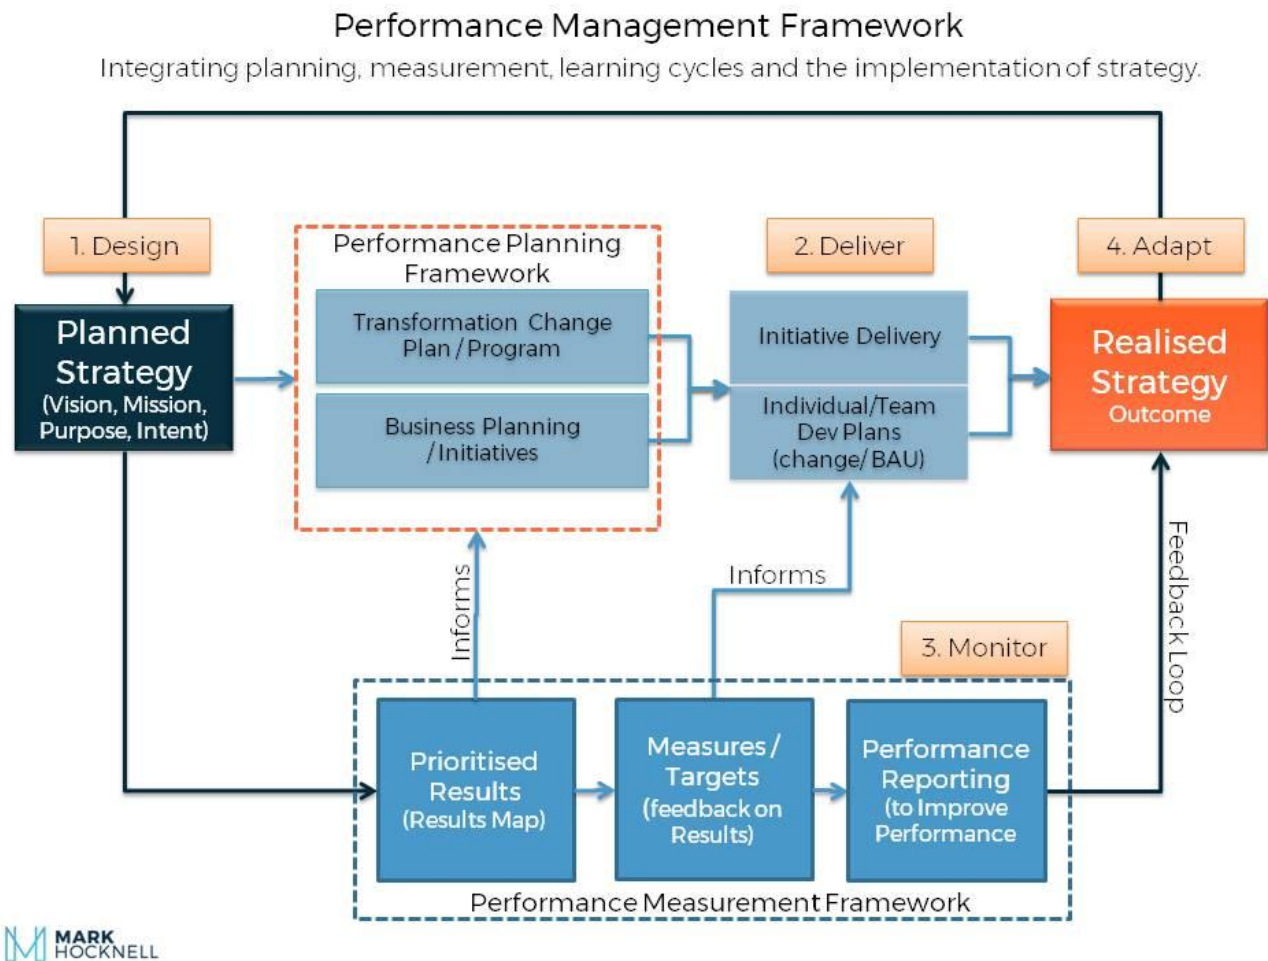 Performance Management Framework
Integrating planning, measurement, learning cycles and the implementation of strategy.
1. Design
Performance Planning
Framework
2. Deliver
4. Adapt
Planned
Strategy
(Vision, Mission,
Purpose, Intent)
Transformation Change
Plan / Program
Business Planning
/Initiatives
Initiative Delivery
Individual/Team
Dev Plans
(change/ BAU)
Realised
Strategy
Outcome
Informs
Informs
Feedback Loop
3. Monitor
Prioritised
Results
(Results Map)
Measures /
Targets
(feedback on
Results)
Performance
Reporting
(to Improve
Performance
Performance Measurement Framework
MARK
HOCKNELL